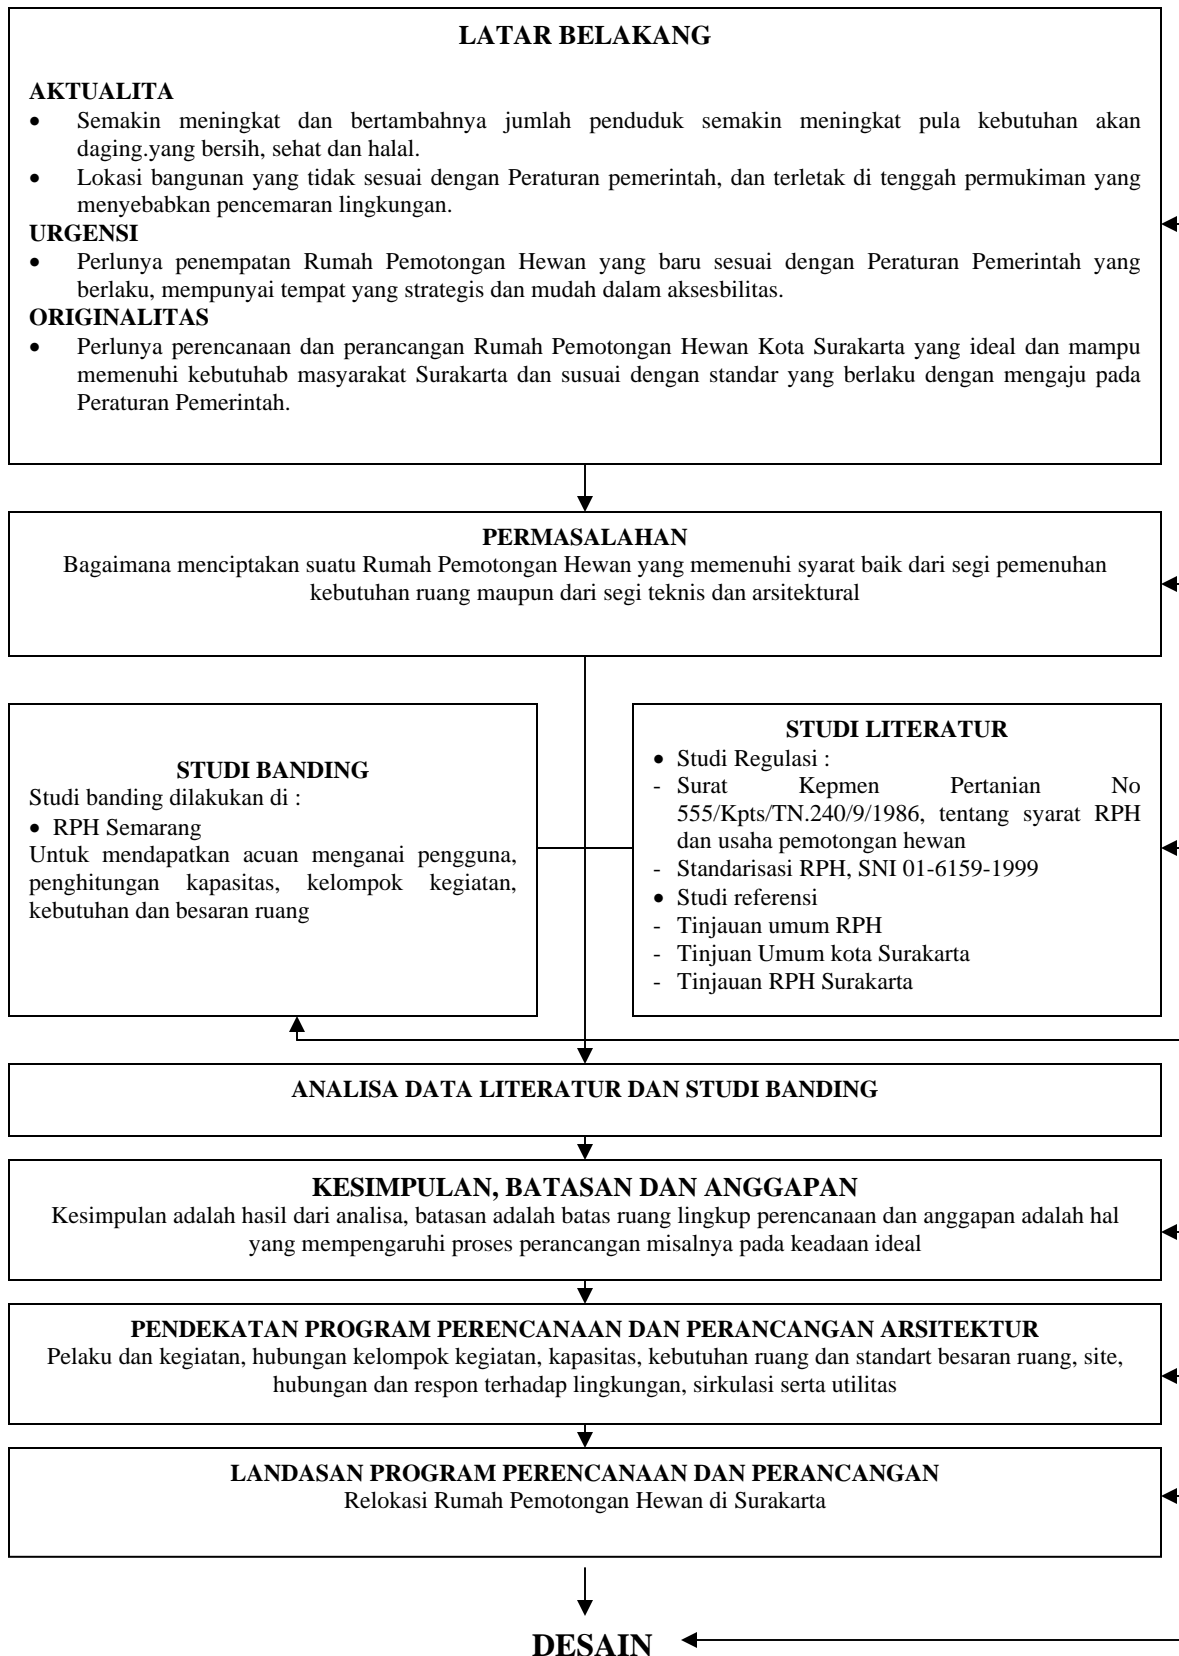 LATAR BELAKANG
AKTUALITA
• Semakin meningkat dan bertambahnya jumlah penduduk semakin meningkat pula kebutuhan akan
daging.yang bersih, sehat dan halal.
• Lokasi bangunan yang tidak sesuai dengan Peraturan pemerintah, dan terletak di tenggah permukiman yang
menyebabkan pencemaran lingkungan.
URGENSI
• Perlunya penempatan Rumah Pemotongan Hewan yang baru sesuai dengan Peraturan Pemerintah yang
berlaku, mempunyai tempat yang strategis dan mudah dalam aksesbilitas.
ORIGINALITAS
• Perlunya perencanaan dan perancangan Rumah Pemotongan Hewan Kota Surakarta yang ideal dan mampu
memenuhi kebutuhab masyarakat Surakarta dan susuai dengan standar yang berlaku dengan mengaju pada
Peraturan Pemerintah.
PERMASALAHAN
Bagaimana menciptakan suatu Rumah Pemotongan Hewan yang memenuhi syarat baik dari segi pemenuhan
kebutuhan ruang maupun dari segi teknis dan arsitektural
STUDI BANDING
Studi banding dilakukan di :
• RPH Semarang
Untuk mendapatkan acuan menganai pengguna,
penghitungan kapasitas, kelompok kegiatan,
kebutuhan dan besaran ruang
STUDI LITERATUR
• Studi Regulasi :
- Surat Kepmen Pertanian No
555/Kpts/TN.240/9/1986, tentang syarat RPH
dan usaha pemotongan hewan
- Standarisasi RPH, SNI 01-6159-1999
• Studi referensi
- Tinjauan umum RPH
- Tinjuan Umum kota Surakarta
- Tinjauan RPH Surakarta
ANALISA DATA LITERATUR DAN STUDI BANDING
KESIMPULAN, BATASAN DAN ANGGAPAN
Kesimpulan adalah hasil dari analisa, batasan adalah batas ruang lingkup perencanaan dan anggapan adalah hal
yang mempengaruhi proses perancangan misalnya pada keadaan ideal
PENDEKATAN PROGRAM PERENCANAAN DAN PERANCANGAN ARSITEKTUR
Pelaku dan kegiatan, hubungan kelompok kegiatan, kapasitas, kebutuhan ruang dan standart besaran ruang, site,
hubungan dan respon terhadap lingkungan, sirkulasi serta utilitas
LANDASAN PROGRAM PERENCANAAN DAN PERANCANGAN
Relokasi Rumah Pemotongan Hewan di Surakarta
DESAIN